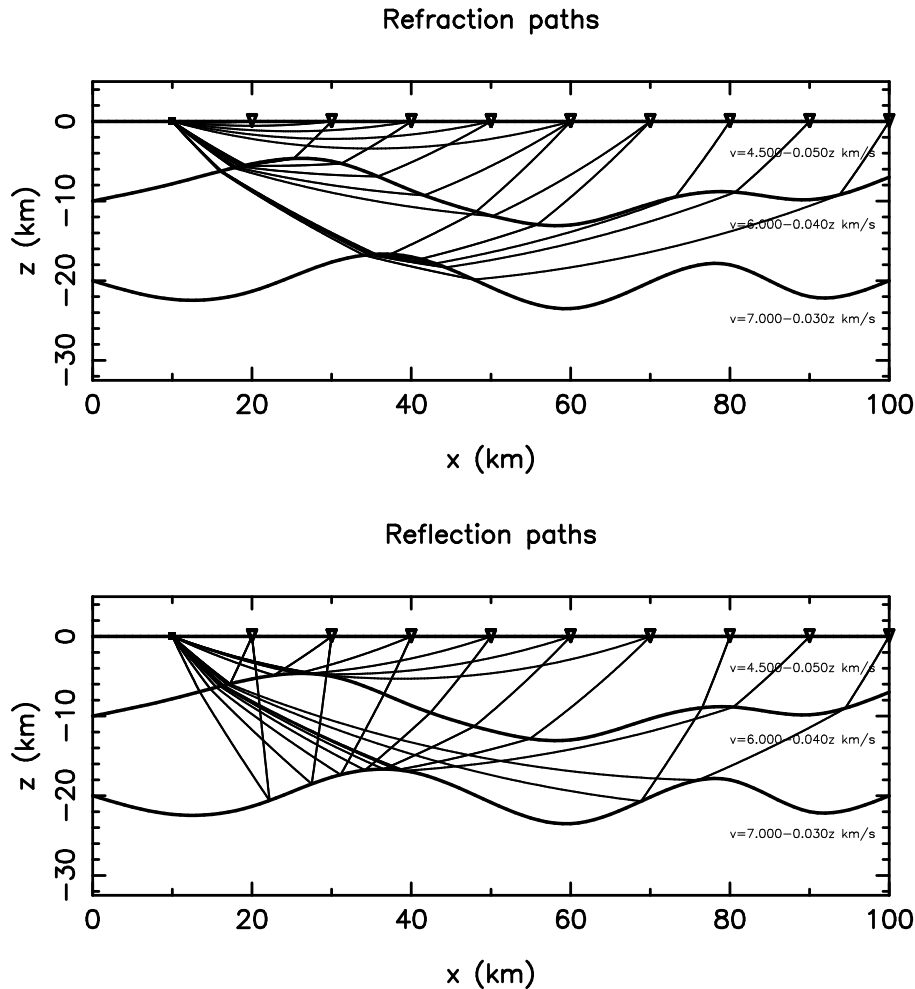 Refraction paths
0
v=4.500−0.050z km/s
−10
v=6.000−0.040z km/s
z (km)
−20
v=7.000−0.030z km/s
−30
0 20 40 60 80 100
x (km)
Reflection paths
0
v=4.500−0.050z km/s
−10
v=6.000−0.040z km/s
z (km)
−20
v=7.000−0.030z km/s
−30
0 20 40 60 80 100
x (km)